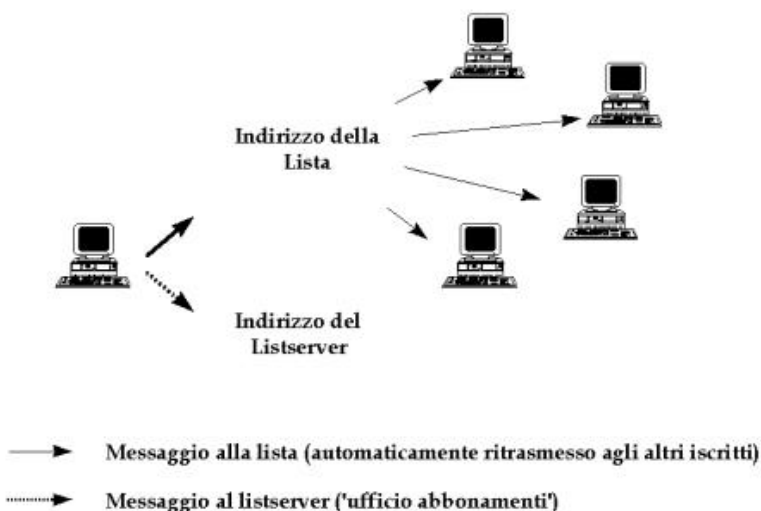 Indirizzo della
Lista
Indirizzo del
Listserver
Messaggio alla lista (automaticamente ritrasmesso agli altri iscritti)
Messaggio al listserver ('ufficio abbonamenti')